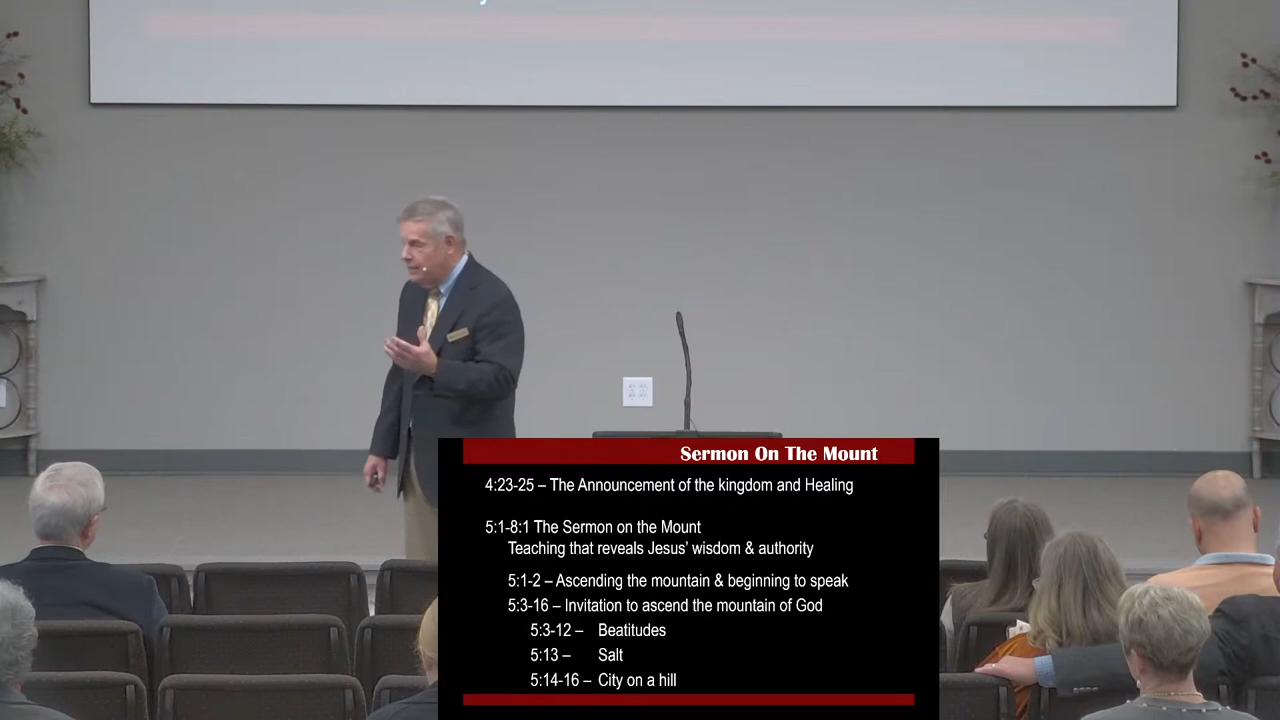 Sermon On The Mount
4:23-25 – The Announcement of the kingdom and Healing
5:1-8:1 The Sermon on the Mount
Teaching that reveals Jesus’ wisdom & authority
5:1-2 – Ascending the mountain & beginning to speak
5:3-16 – Invitation to ascend the mountain of God
5:3-12 – Beatitudes
5:13 – Salt
5:14-16 – City on a hill